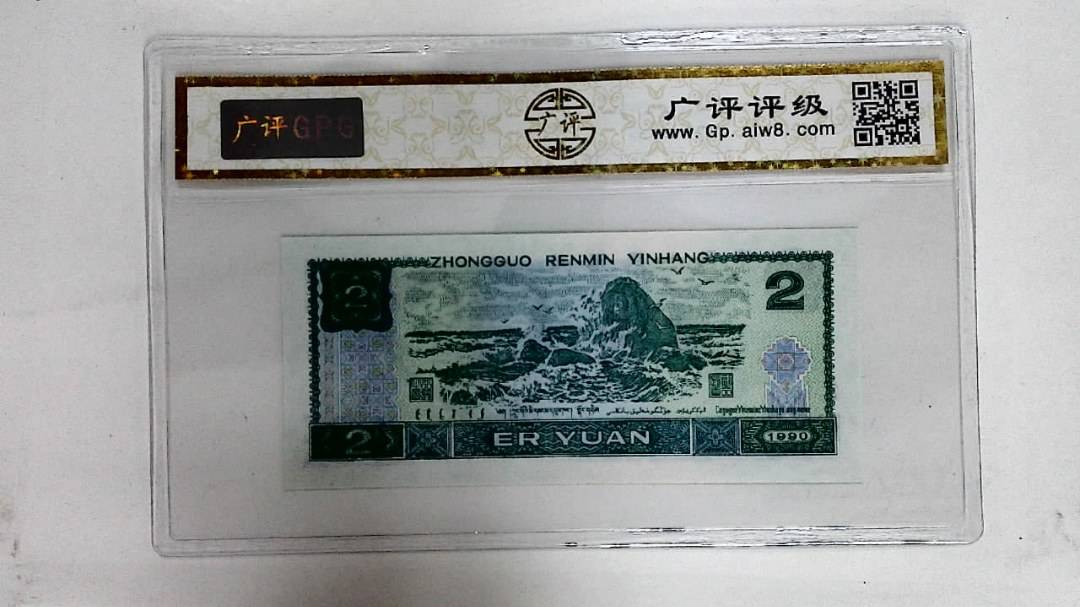 广评GPG
广评
广评评级
www.Gp.aiw8.com
ZHONGGUO RENMIN YINHANG
2
2
2
ER YUAN
1990